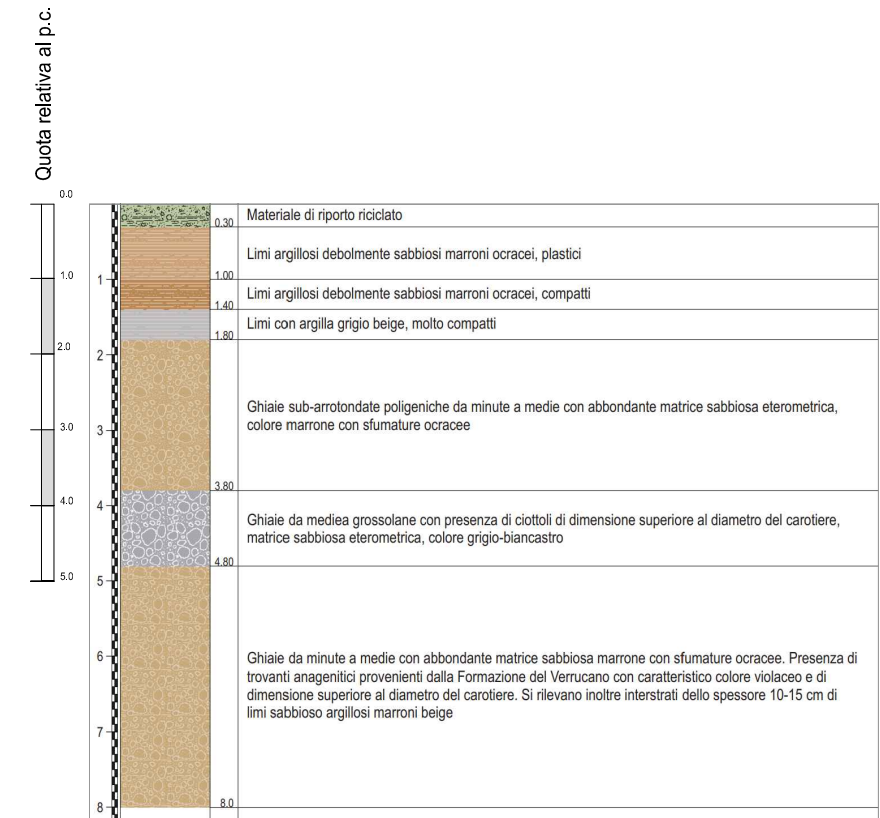 Quota relativa al p.c.
0.0
1.0
2.0
3.0
4.0
5.0
1
2
3
4
5
6
7
8
0.30
Materiale di riporto riciclato
1.00
Limi argillosi debolmente sabbiosi marroni ocracei, plastici
1.40
Limi argillosi debolmente sabbiosi marroni ocracei, compatti
1.80
Limi con argilla grigio beige, molto compatti
3.80
Ghiaie sub-arrotondate poligeniche da minute a medie con abbondante matrice sabbiosa eterometrica,
colore marrone con sfumature ocracee
4.80
Ghiaie da mediea grossolane con presenza di ciottoli di dimensione superiore al diametro del carotiere,
matrice sabbiosa eterometrica, colore grigio-biancastro
8.0
Ghiaie da minute a medie con abbondante matrice sabbiosa marrone con sfumature ocracee. Presenza di
trovanti anagenitici provenienti dalla Formazione del Verrucano con caratteristico colore violaceo e di
dimensione superiore al diametro del carotiere. Si rilevano inoltre interstrati dello spessore 10-15 cm di
limi sabbioso argillosi marroni beige